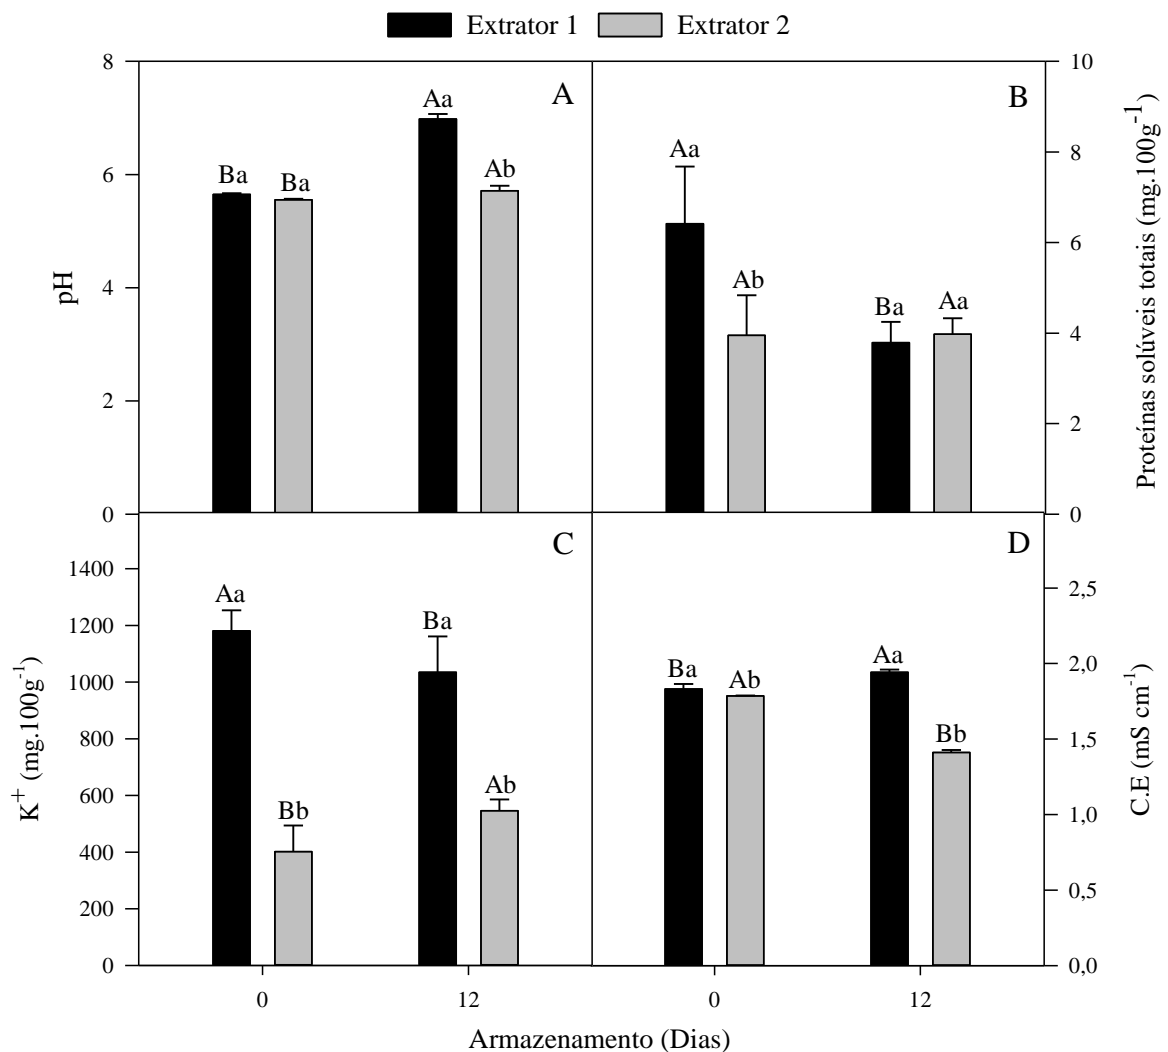 Extrator 1 Extrator 2
A
8
6
4
2
0
pH
Ba Ba Aa Ab
B
10
8
6
4
2
0
Proteínas solúveis totais (mg.100g-1)
Aa Ab Ba Aa
C
1400
1200
1000
800
600
400
200
0
K+ (mg.100g-1)
Aa Bb Ba Ab
D
2,5
2,0
1,5
1,0
0,5
0,0
C.E (mS cm-1)
Ba Ab Aa Bb
0 12 0 12
Armazenamento (Dias)